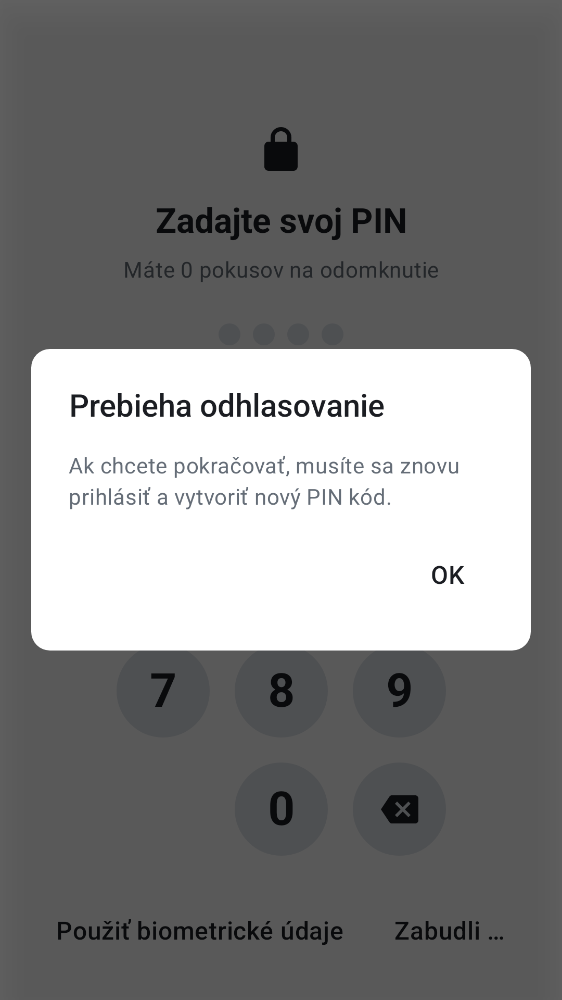 Zadajte svoj PIN
Máte 0 pokusov na odomknutie
Prebieha odhlasovanie
Ak chcete pokračovať, musíte sa znovu
prihlásiť a vytvoriť nový PIN kód.
OK
7 8 9
0
Použiť biometrické údaje Zabudli ...